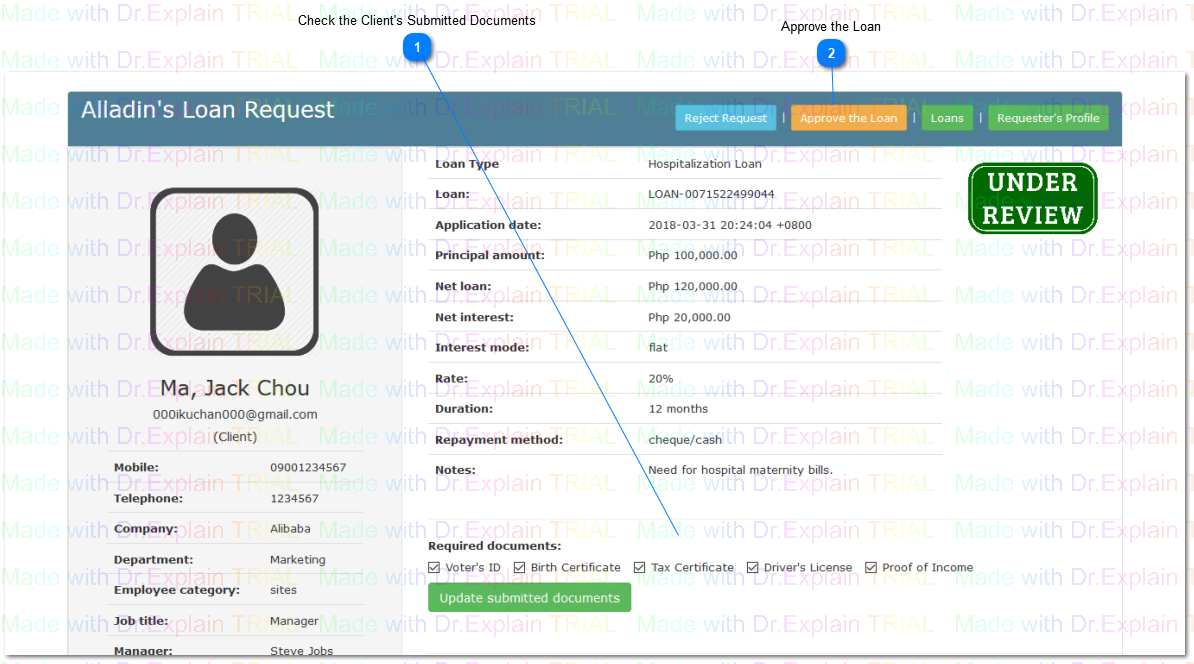 Check the Client's Submitted Documents
Approve the Loan
1
2
Alladin's Loan Request
Reject Request | Approve the Loan | Loans | Requester's Profile
Loan Type Hospitalization Loan
Loan: LOAN-0071522499044
Application date: 2018-03-31 20:24:04 +0800
Principal amount: Php 100,000.00
Net loan: Php 120,000.00
Net interest: Php 20,000.00
Interest mode: flat
Rate: 20%
Duration: 12 months
Repayment method: cheque/cash
Notes: Need for hospital maternity bills.
UNDER
REVIEW
Ma, Jack Chou
000ikuchan000@gmail.com
(Client)
Mobile: 09001234567
Telephone: 1234567
Company: Alibaba
Department: Marketing
Employee category: sites
Job title: Manager
Manager: Steve Jobs
Required documents:
Voter's ID Birth Certificate Tax Certificate Driver's License Proof of Income
Update submitted documents
Made with Dr.Explain TRIAL